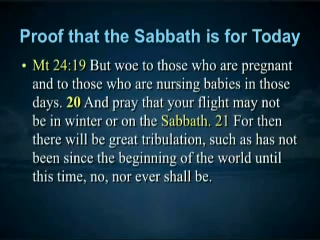 Proof that the Sabbath is for Today
• Mt 24:19 But woe to those who are pregnant
and to those who are nursing babies in those
days. 20 And pray that your flight may not
be in winter or on the Sabbath. 21 For then
there will be great tribulation, such as has not
been since the beginning of the world until
this time, no, nor ever shall be.